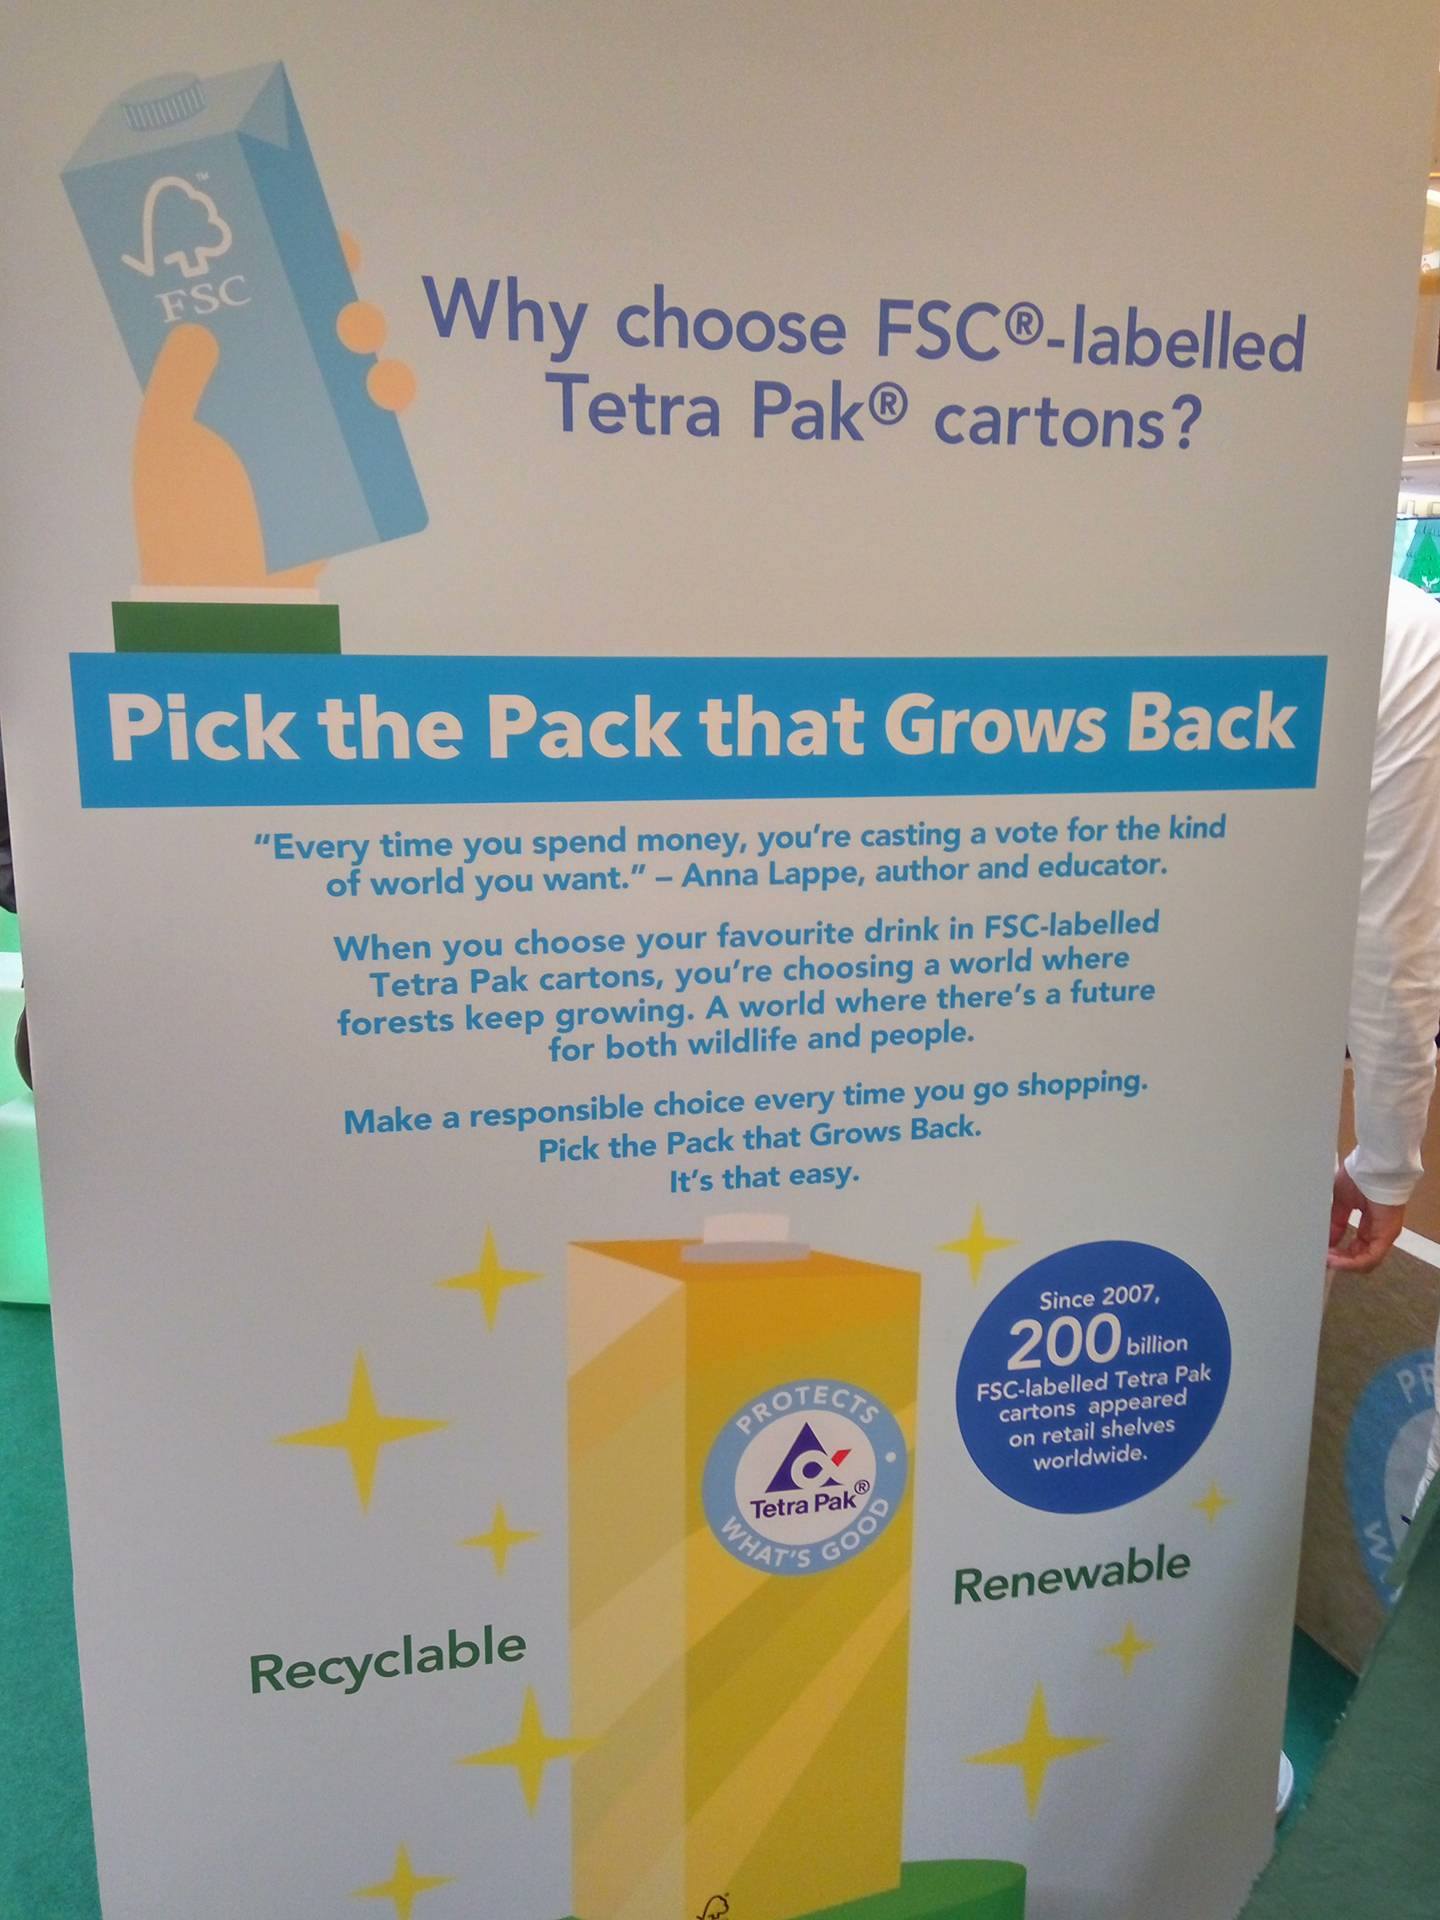 FSC
Why choose FSC®-labelled
Tetra Pak® cartons?
Pick the Pack that Grows Back
“Every time you spend money, you’re casting a vote for the kind
of world you want.” – Anna Lappe, author and educator.
When you choose your favourite drink in FSC-labelled
Tetra Pak cartons, you’re choosing a world where
forests keep growing. A world where there’s a future
for both wildlife and people.
Make a responsible choice every time you go shopping.
Pick the Pack that Grows Back.
It’s that easy.
Since 2007,
200 billion
FSC-labelled Tetra Pak
cartons appeared
on retail shelves
worldwide.
PROTECTS
Tetra Pak®
WHAT’S GOOD
Renewable
Recyclable